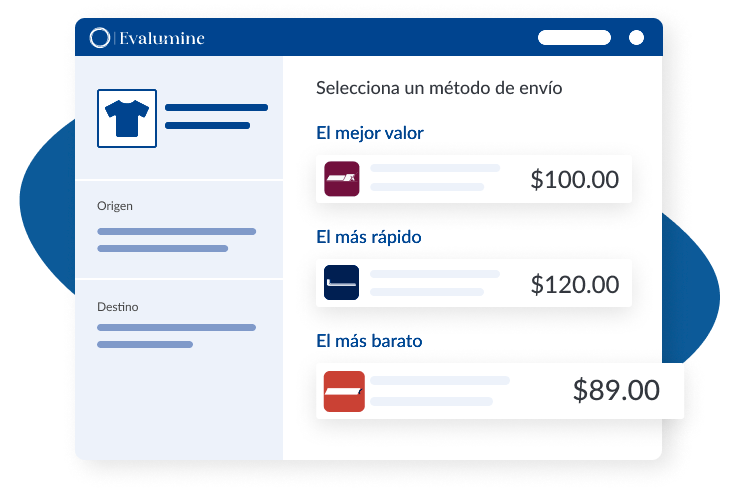 Evalumine
Selecciona un método de envío
El mejor valor
$100.00
Origen
El más rápido
$120.00
Destino
El más barato
$89.00